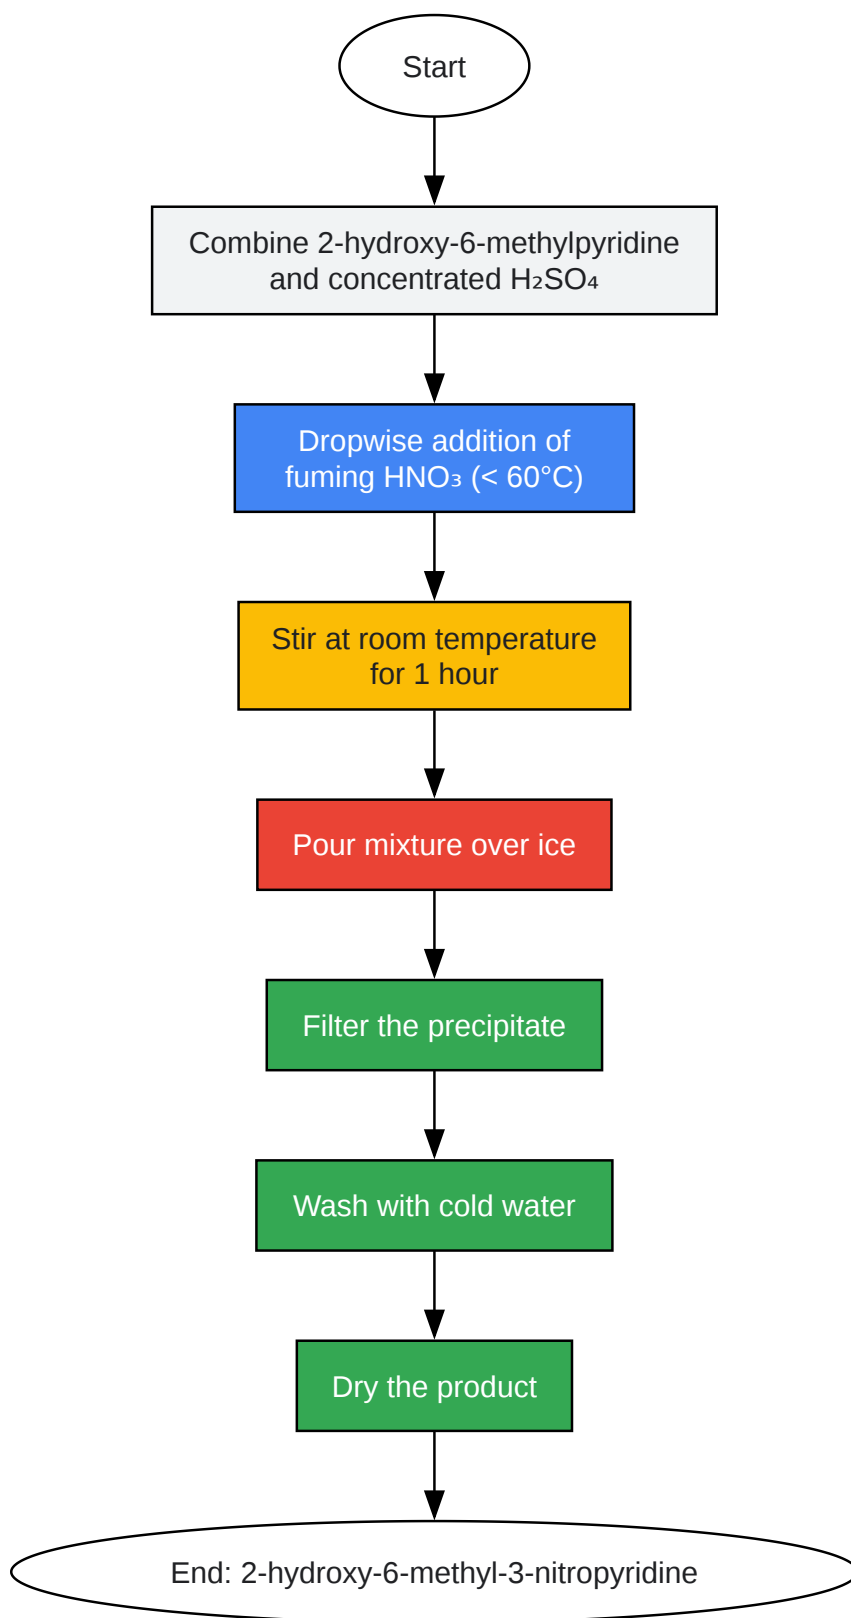 Start
Combine 2-hydroxy-6-methylpyridine
and concentrated H₂SO₄
Dropwise addition of
fuming HNO₃ (< 60°C)
Stir at room temperature
for 1 hour
Pour mixture over ice
Filter the precipitate
Wash with cold water
Dry the product
End: 2-hydroxy-6-methyl-3-nitropyridine